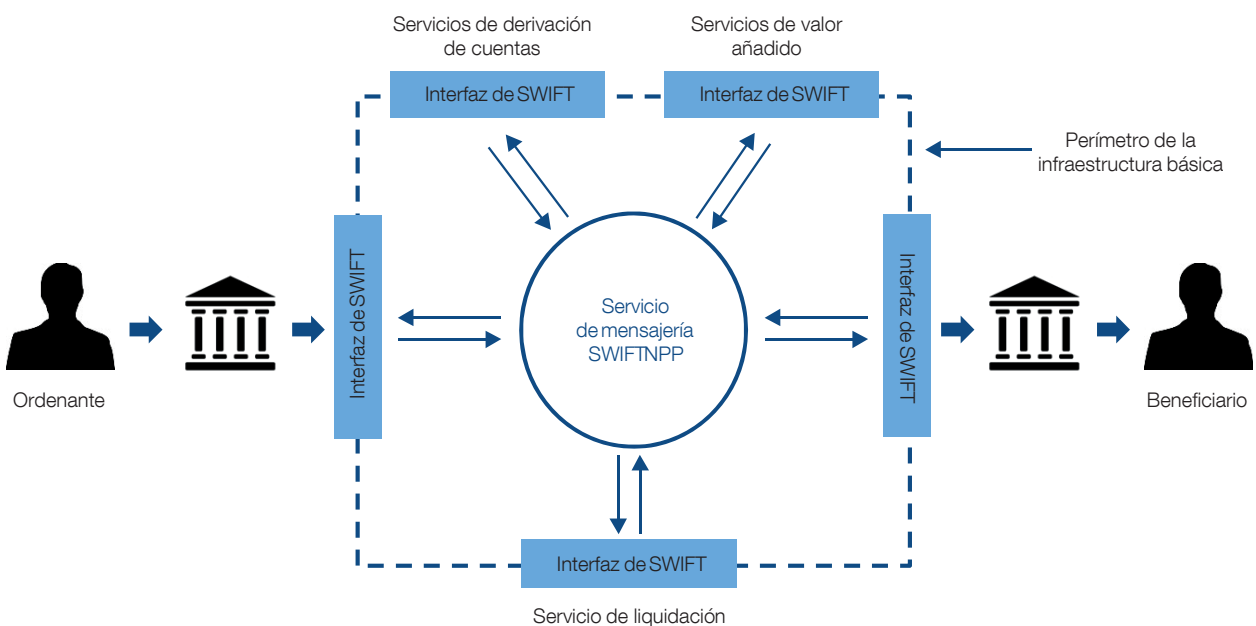 Servicios de derivación
de cuentas
Servicios de valor
añadido
Interfaz de SWIFT
Interfaz de SWIFT
Perímetro de la
infraestructura básica
Interfaz de SWIFT
Servicio
de mensajería
SWIFTNPP
Interfaz de SWIFT
Ordenante
Beneficiario
Interfaz de SWIFT
Servicio de liquidación